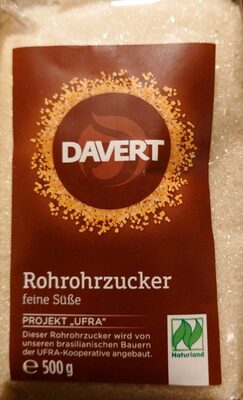 DAVERT
Rohrohrzucker
feine Süße
PROJEKT „UFRA“
Dieser Rohrohrzucker wird von
unseren brasilianischen Bauern
der UFRA-Kooperative angebaut.
℮ 500 g
Naturland